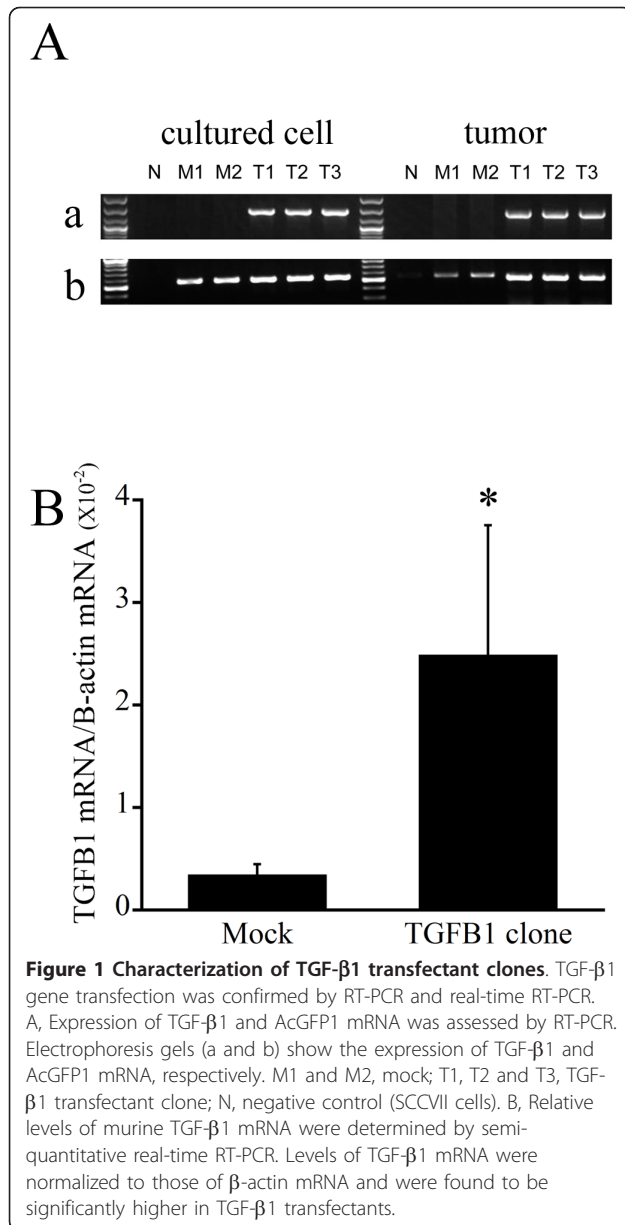 A
cultured cell tumor
N M1 M2 T1 T2 T3 N M1 M2 T1 T2 T3
a
b
B
TGFB1 mRNA/B-actin mRNA (X10⁻²)
4
3
2
1
0
*
Mock TGFB1 clone
Figure 1 Characterization of TGF-β1 transfectant clones. TGF-β1
gene transfection was confirmed by RT-PCR and real-time RT-PCR.
A, Expression of TGF-β1 and AcGFP1 mRNA was assessed by RT-PCR.
Electrophoresis gels (a and b) show the expression of TGF-β1 and
AcGFP1 mRNA, respectively. M1 and M2, mock; T1, T2 and T3, TGF-
β1 transfectant clone; N, negative control (SCCVII cells). B, Relative
levels of murine TGF-β1 mRNA were determined by semi-
quantitative real-time RT-PCR. Levels of TGF-β1 mRNA were
normalized to those of β-actin mRNA and were found to be
significantly higher in TGF-β1 transfectants.